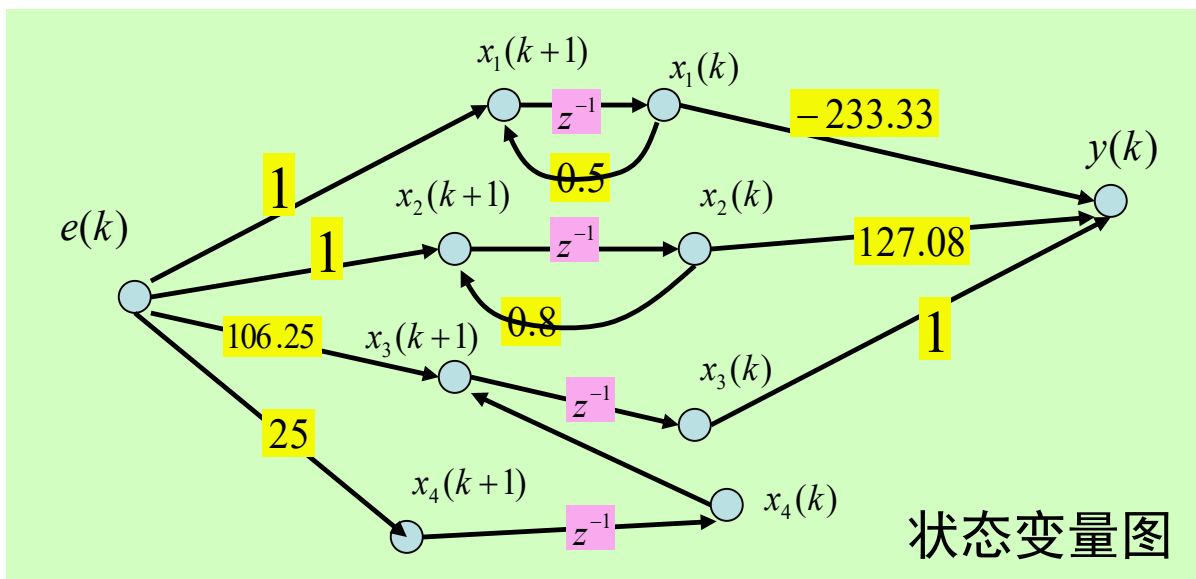 x₁(k+1)
x₁(k)
z⁻¹
−233.33
y(k)
1
0.5
x₂(k+1)
x₂(k)
e(k)
z⁻¹
127.08
1
0.8
106.25
x₃(k+1)
1
x₃(k)
z⁻¹
25
x₄(k+1)
x₄(k)
z⁻¹
状态变量图